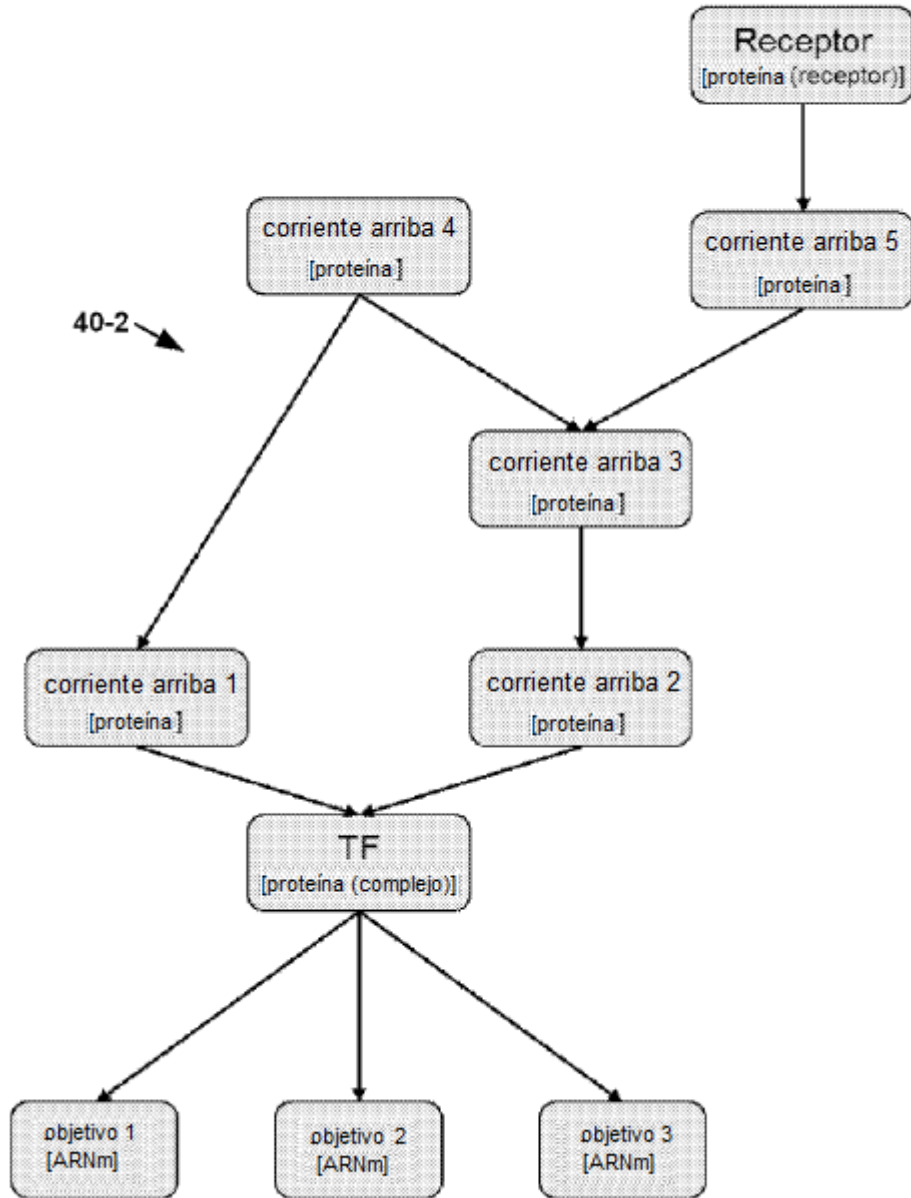 Receptor
[proteína (receptor)]
corriente arriba 4
[proteína]
corriente arriba 5
[proteína]
40-2
corriente arriba 3
[proteína]
corriente arriba 1
[proteína]
corriente arriba 2
[proteína]
TF
[proteína (complejo)]
objetivo 1
[ARNm]
objetivo 2
[ARNm]
objetivo 3
[ARNm]